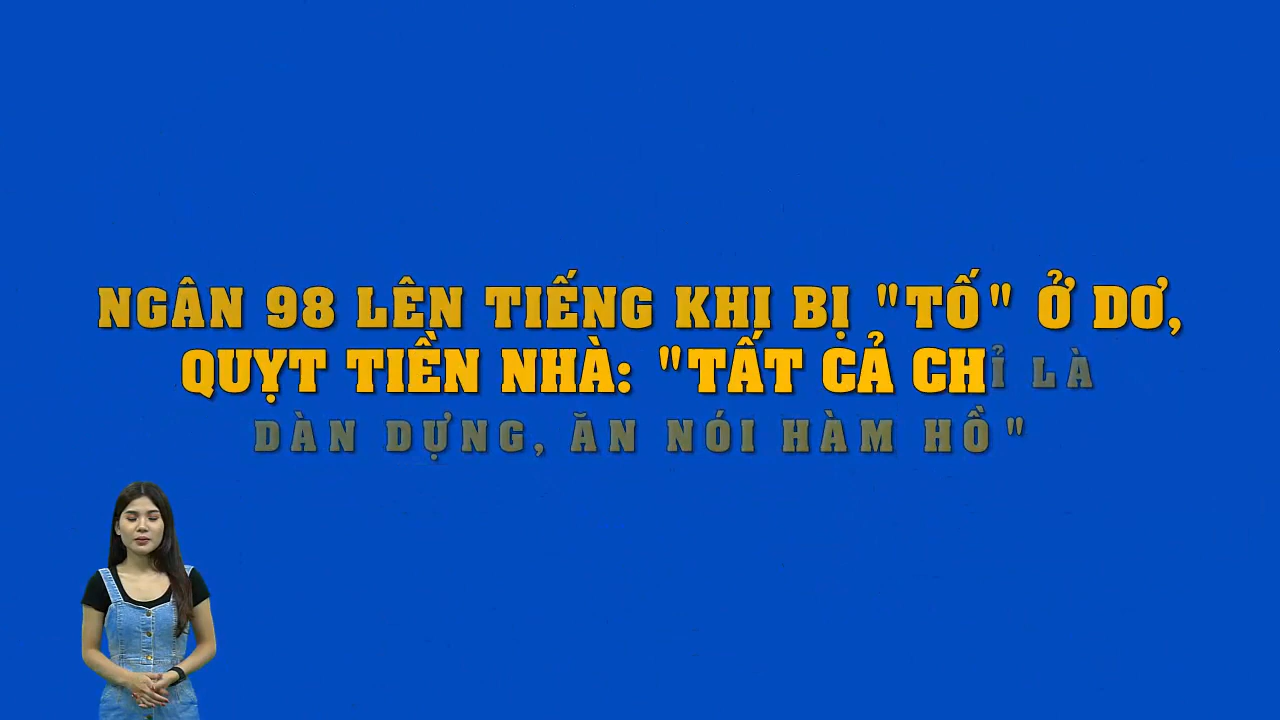 NGÂN 98 LÊN TIẾNG KHI BỊ "TỐ" Ở DƠ,
QUỴT TIỀN NHÀ: "TẤT CẢ CHỈ LÀ
DÀN DỰNG, ĂN NÓI HÀM HỒ"